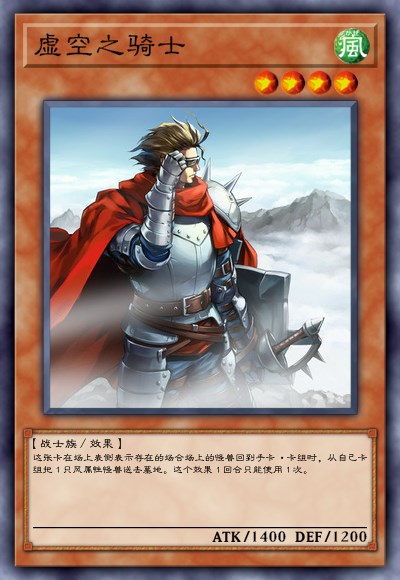 虚空之骑士
風
【战士族／效果】
这张卡在场上表侧表示存在的场合场上的怪兽回到手卡·卡组时，从自己卡
组把1只风属性怪兽送去墓地。这个效果1回合只能使用1次。
ATK/1400 DEF/1200